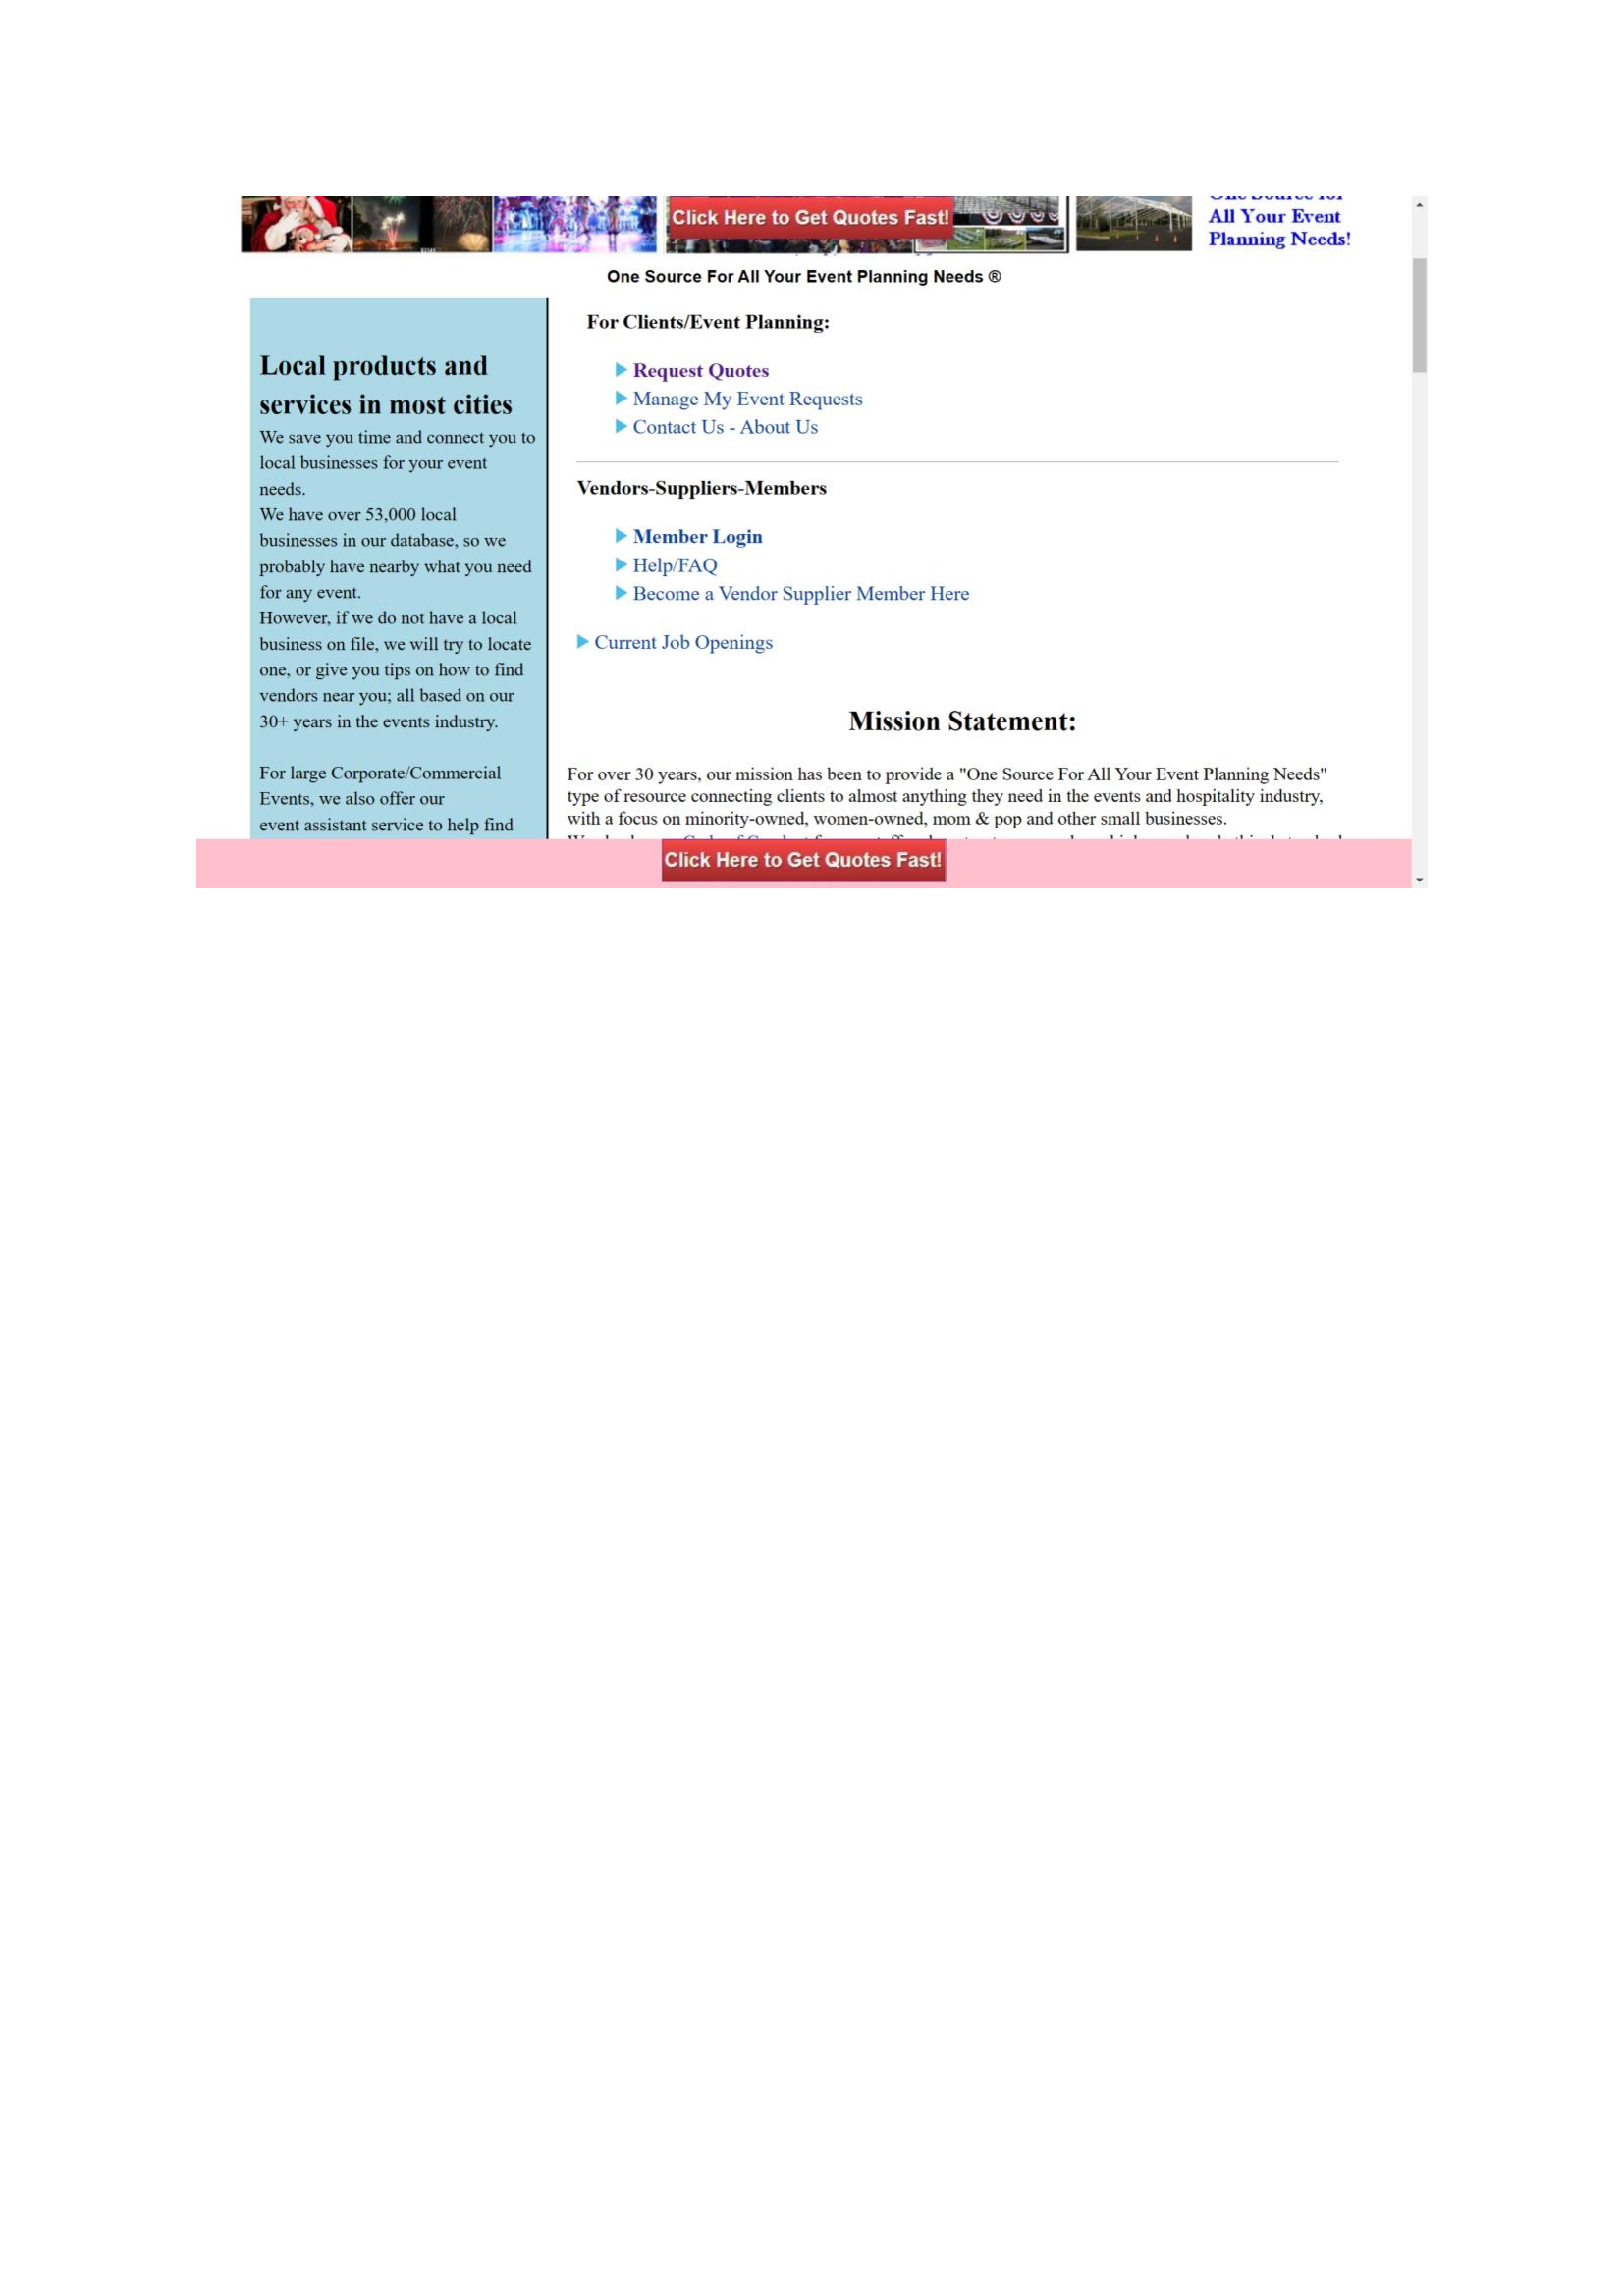 Click Here to Get Quotes Fast!
All Your Event
Planning Needs!
One Source For All Your Event Planning Needs ®
Local products and
services in most cities
We save you time and connect you to
local businesses for your event
needs.
We have over 53,000 local
businesses in our database, so we
probably have nearby what you need
for any event.
However, if we do not have a local
business on file, we will try to locate
one, or give you tips on how to find
vendors near you; all based on our
30+ years in the events industry.
For large Corporate/Commercial
Events, we also offer our
event assistant service to help find
For Clients/Event Planning:
Request Quotes
Manage My Event Requests
Contact Us - About Us
Vendors-Suppliers-Members
Member Login
Help/FAQ
Become a Vendor Supplier Member Here
Current Job Openings
Mission Statement:
For over 30 years, our mission has been to provide a "One Source For All Your Event Planning Needs"
type of resource connecting clients to almost anything they need in the events and hospitality industry,
with a focus on minority-owned, women-owned, mom & pop and other small businesses.
Click Here to Get Quotes Fast!